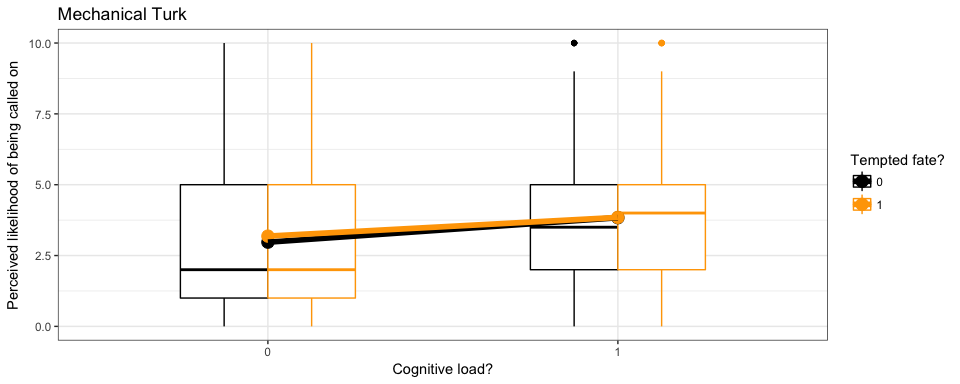 Mechanical Turk
Perceived likelihood of being called on
10.0
7.5
5.0
2.5
0.0
0 1
Cognitive load?
Tempted fate?
0
1